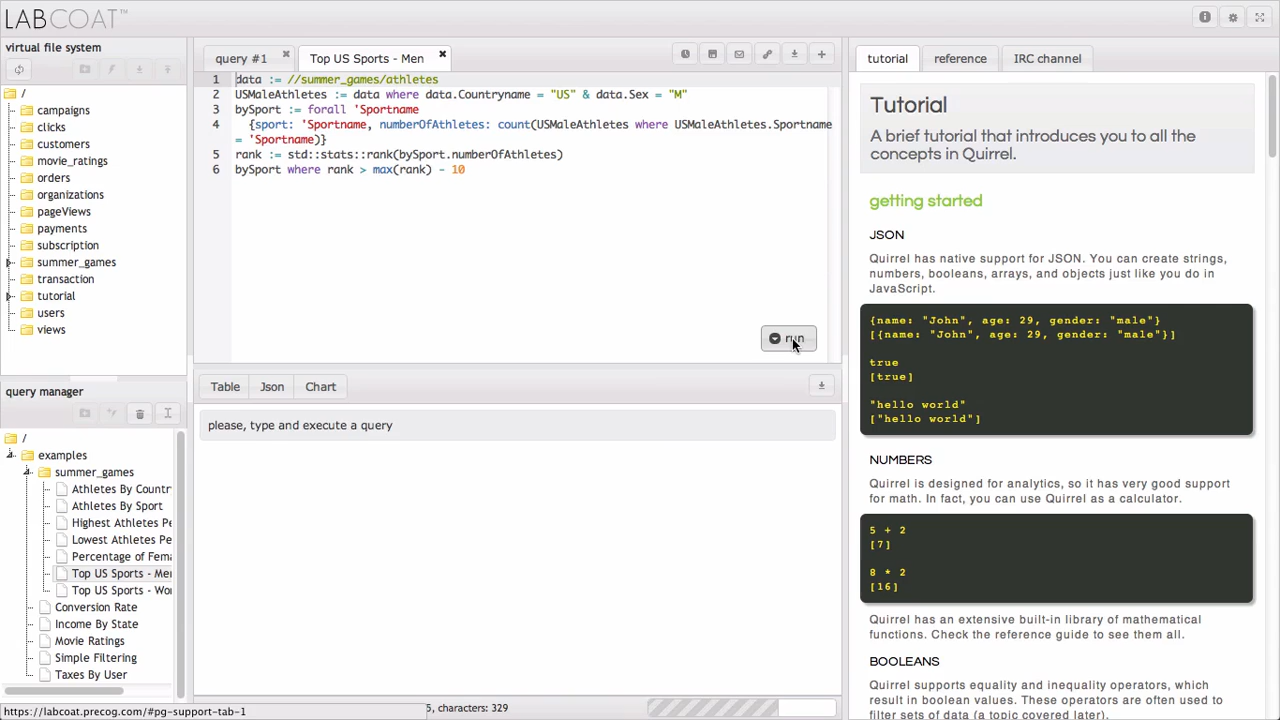 LABCOAT
virtual file system
/
campaigns
clicks
customers
movie_ratings
orders
organizations
pageViews
payments
subscription
summer_games
transaction
tutorial
users
views
query manager
/
examples
summer_games
Athletes By Countr
Athletes By Sport
Highest Athletes Pe
Lowest Athletes Pe
Percentage of Fema
Top US Sports - Men
Top US Sports - Wo
Conversion Rate
Income By State
Movie Ratings
Simple Filtering
Taxes By User
https://labcoat.precog.com/#pg-support-tab-1
query #1
Top US Sports - Men
1 data := //summer_games/athletes
2 USMaleAthletes := data where data.Countryname = "US" & data.Sex = "M"
3 bySport := forall 'Sportname
4 {sport: 'Sportname, numberOfAthletes: count(USMaleAthletes where USMaleAthletes.Sportname
= 'Sportname)}
5 rank := std::stats::rank(bySport.numberOfAthletes)
6 bySport where rank > max(rank) - 10
run
Table Json Chart
please, type and execute a query
5, characters: 329
tutorial reference IRC channel
Tutorial
A brief tutorial that introduces you to all the
concepts in Quirrel.
getting started
JSON
Quirrel has native support for JSON. You can create strings,
numbers, booleans, arrays, and objects just like you do in
JavaScript.
{name: "John", age: 29, gender: "male"}
[{name: "John", age: 29, gender: "male"}]
true
[true]
"hello world"
["hello world"]
NUMBERS
Quirrel is designed for analytics, so it has very good support
for math. In fact, you can use Quirrel as a calculator.
5 + 2
[7]
8 * 2
[16]
Quirrel has an extensive built-in library of mathematical
functions. Check the reference guide to see them all.
BOOLEANS
Quirrel supports equality and inequality operators, which
result in boolean values. These operators are often used to
filter sets of data (a topic covered later).